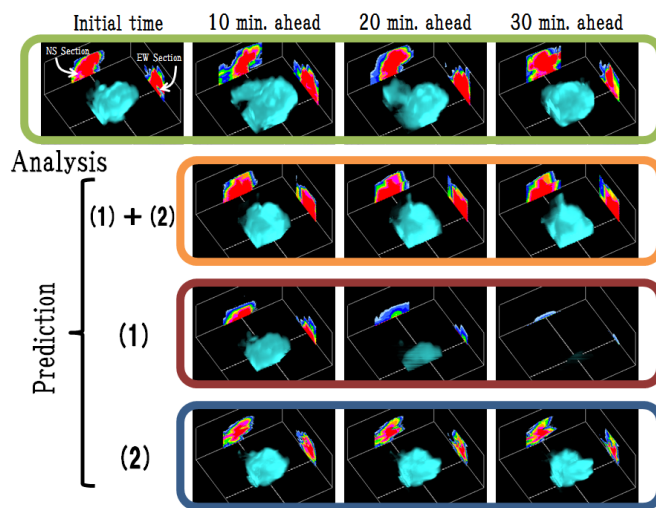 Initial time 10 min. ahead 20 min. ahead 30 min. ahead
NS Section
EW Section
Analysis
Prediction
(1) + (2)
(1)
(2)